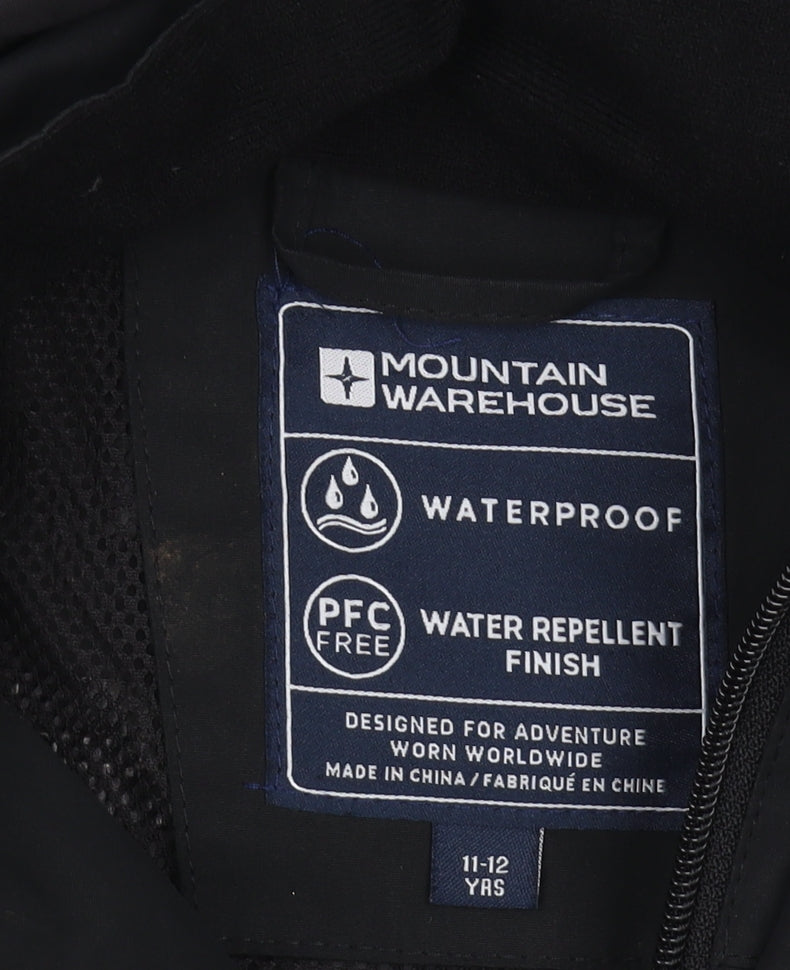 MOUNTAIN
WAREHOUSE
WATERPROOF
PFC
FREE
WATER REPELLENT
FINISH
DESIGNED FOR ADVENTURE
WORN WORLDWIDE
MADE IN CHINA / FABRIQUÉ EN CHINE
11-12
YRS